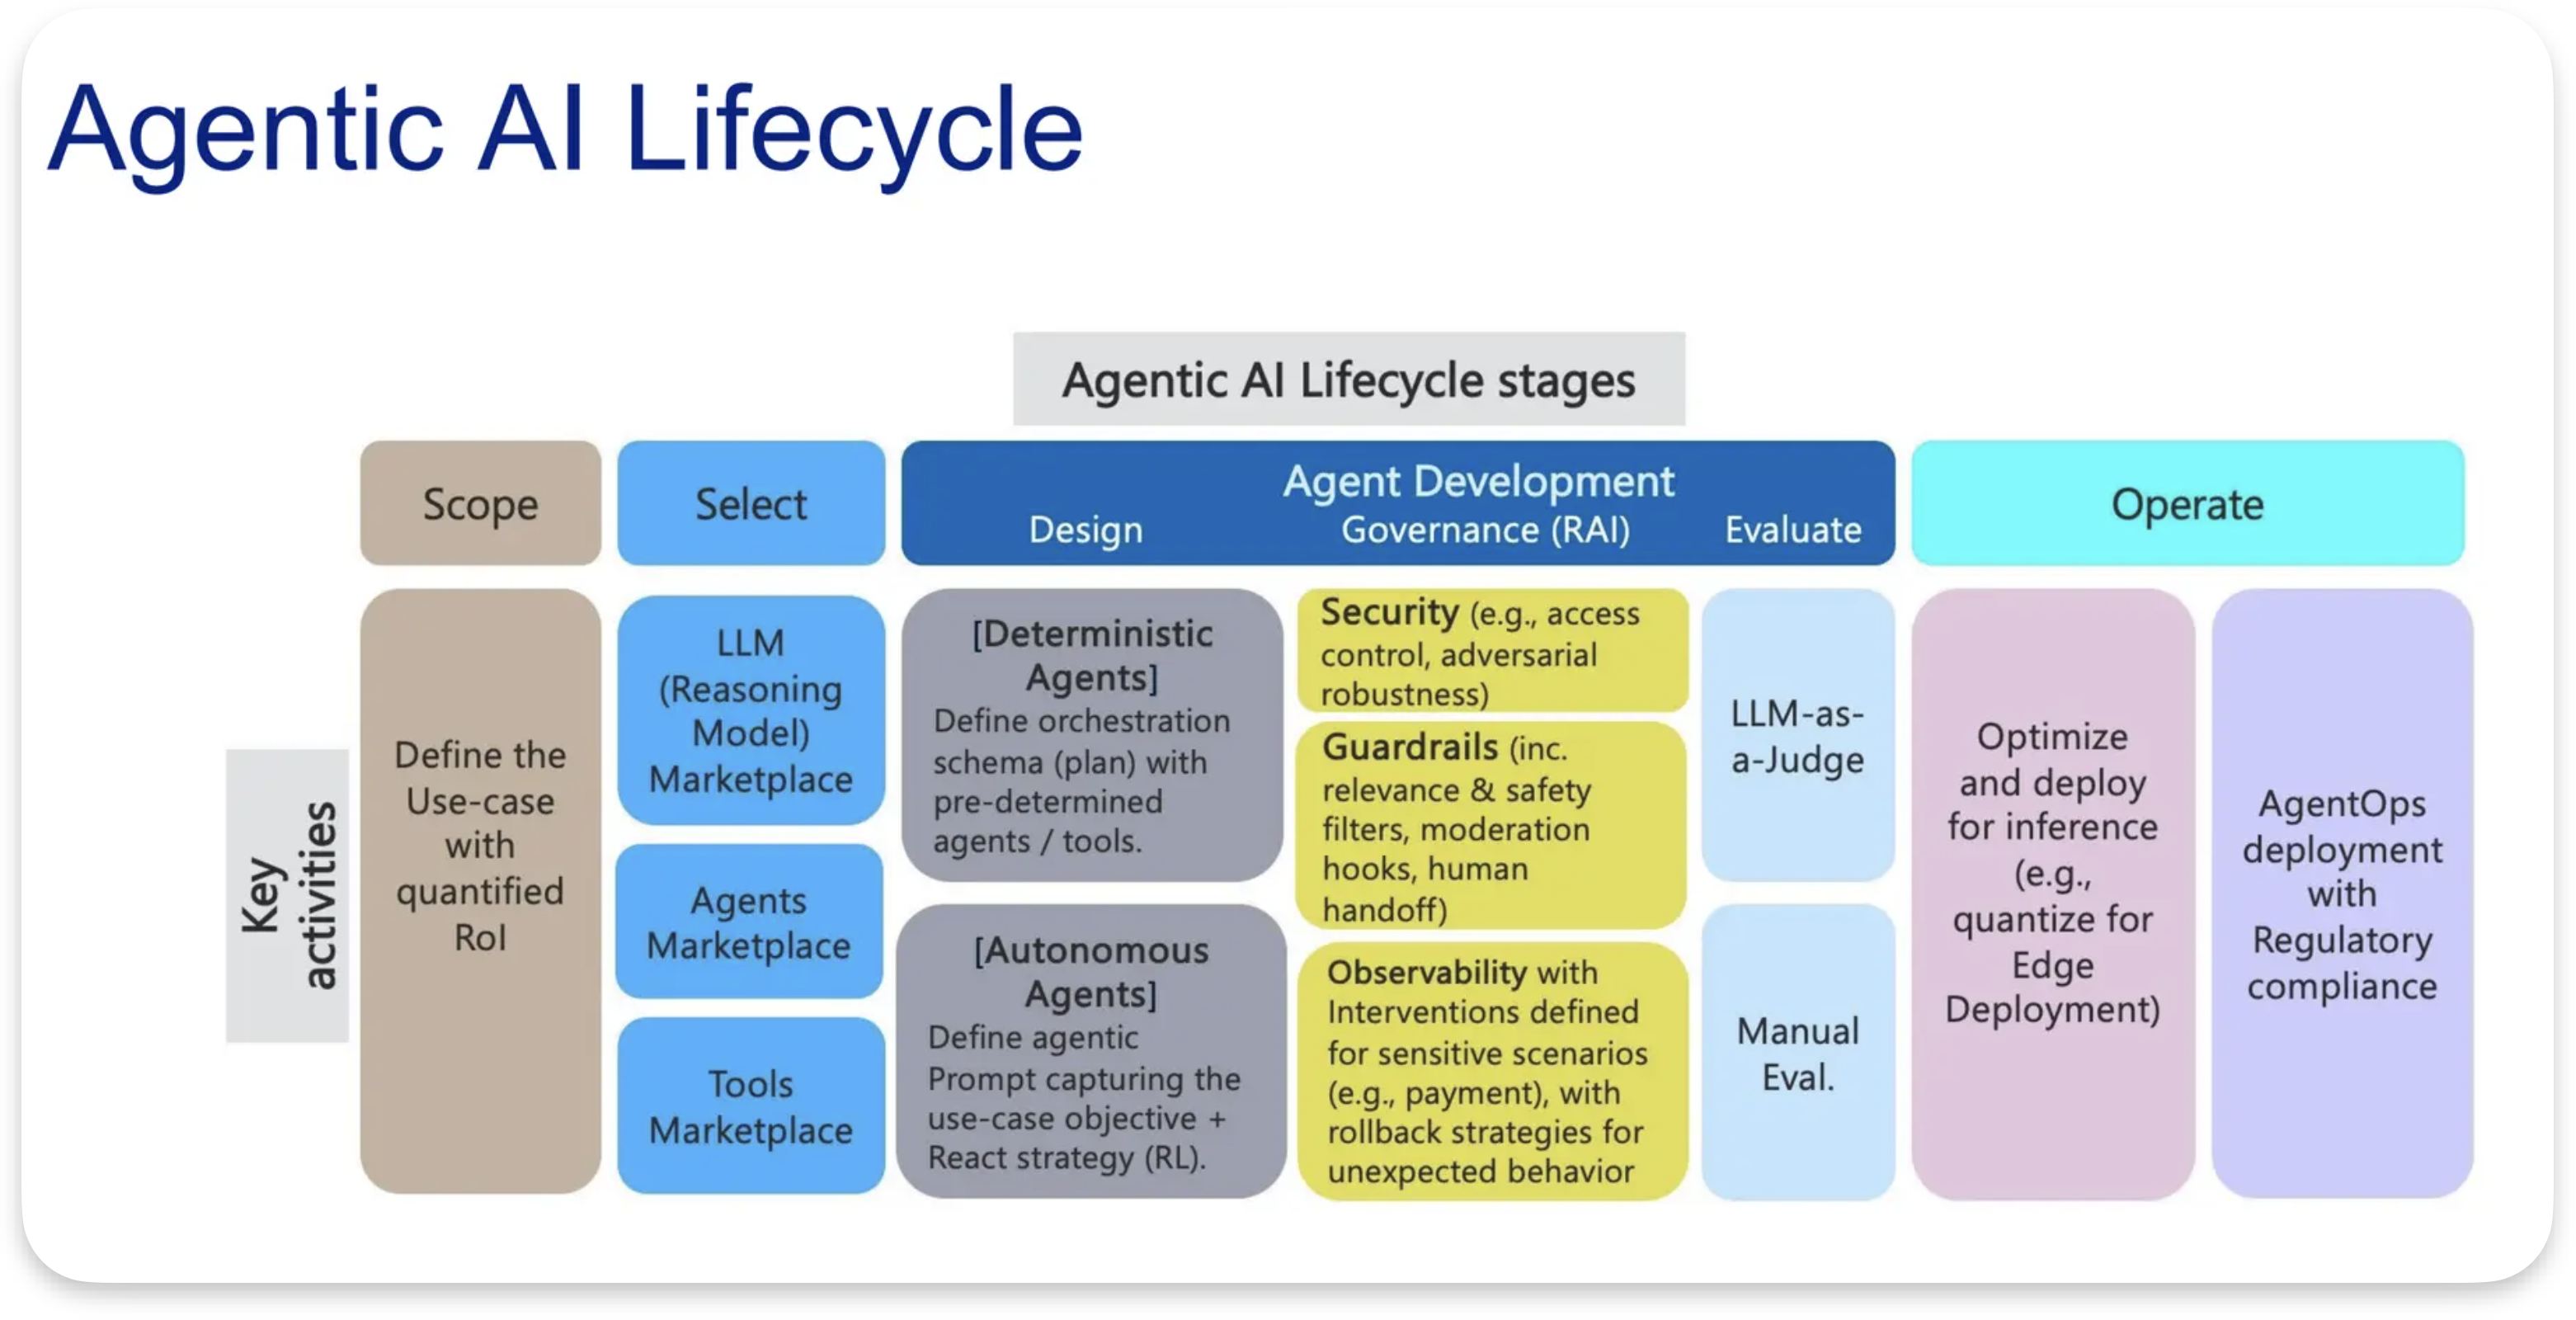 Agentic AI Lifecycle
Agentic AI Lifecycle stages
Key
activities
Scope
Select
Agent Development
Design
Governance (RAI)
Evaluate
Operate
Define the
Use-case
with
quantified
RoI
LLM
(Reasoning
Model)
Marketplace
Agents
Marketplace
Tools
Marketplace
[Deterministic
Agents]
Define orchestration
schema (plan) with
pre-determined
agents / tools.
[Autonomous
Agents]
Define agentic
Prompt capturing the
use-case objective +
React strategy (RL).
Security (e.g., access
control, adversarial
robustness)
Guardrails (inc.
relevance & safety
filters, moderation
hooks, human
handoff)
Observability with
Interventions defined
for sensitive scenarios
(e.g., payment), with
rollback strategies for
unexpected behavior
LLM-as-
a-Judge
Manual
Eval.
Optimize
and deploy
for inference
(e.g.,
quantize for
Edge
Deployment)
AgentOps
deployment
with
Regulatory
compliance